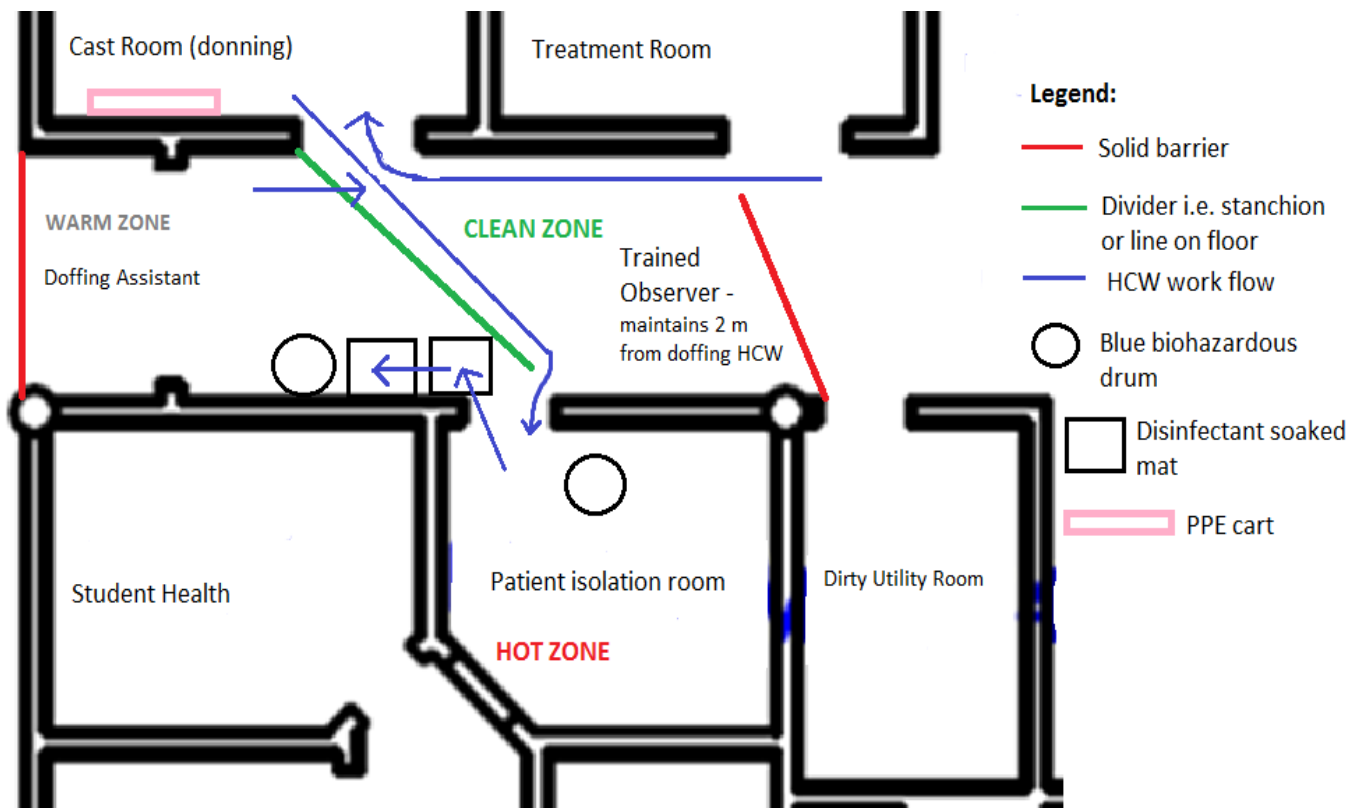 Cast Room (donning)
Treatment Room
WARM ZONE
Doffing Assistant
CLEAN ZONE
Trained
Observer -
maintains 2 m
from doffing HCW
Student Health
Patient isolation room
HOT ZONE
Dirty Utility Room
Legend:
Solid barrier
Divider i.e. stanchion
or line on floor
HCW work flow
Blue biohazardous
drum
Disinfectant soaked
mat
PPE cart